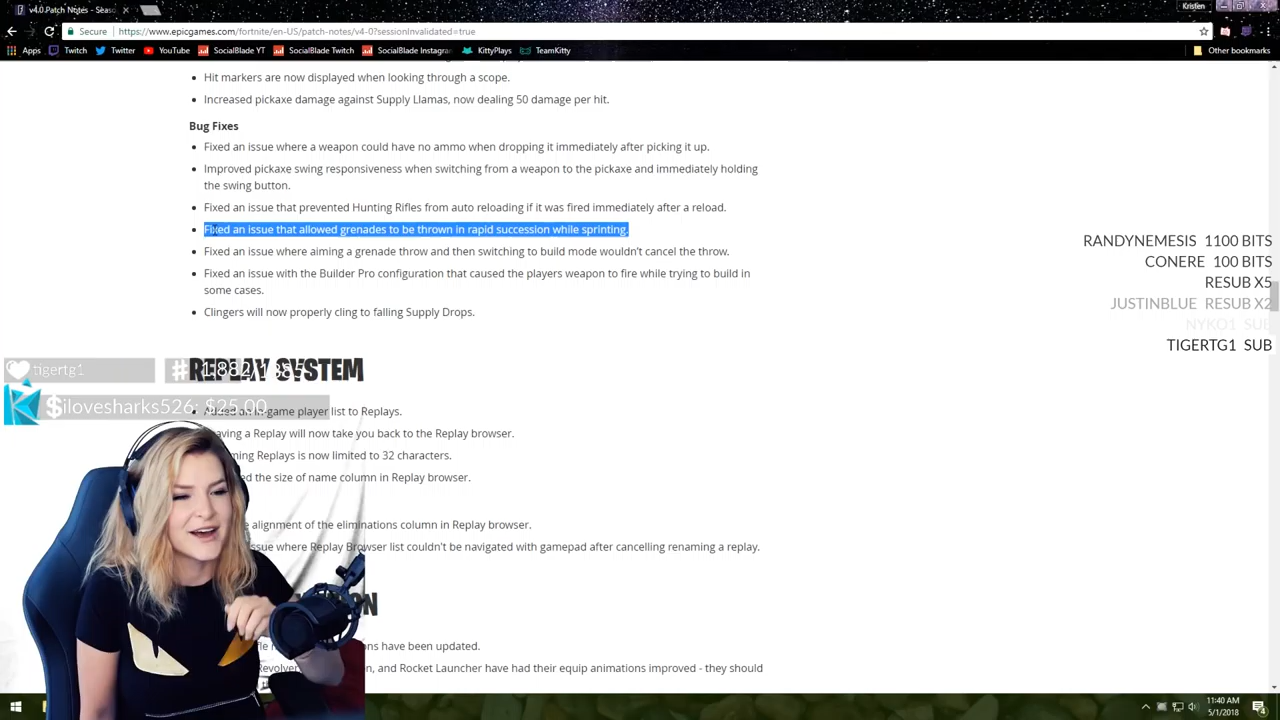 v4.0.Patch Notes - Seas
Kristen
https://www.epicgames.com/fortnite/en-US/patch-notes/v4-0?sessionInvalidated=true
Apps Twitch Twitter YouTube SocialBlade YT SocialBlade Twitch SocialBlade Instagram KittyPlays TeamKitty Other bookmarks
Hit markers are now displayed when looking through a scope.
Increased pickaxe damage against Supply Llamas, now dealing 50 damage per hit.
Bug Fixes
Fixed an issue where a weapon could have no ammo when dropping it immediately after picking it up.
Improved pickaxe swing responsiveness when switching from a weapon to the pickaxe and immediately holding
the swing button.
Fixed an issue that prevented Hunting Rifles from auto reloading if it was fired immediately after a reload.
Fixed an issue that allowed grenades to be thrown in rapid succession while sprinting.
Fixed an issue where aiming a grenade throw and then switching to build mode wouldn’t cancel the throw.
Fixed an issue with the Builder Pro configuration that caused the players weapon to fire while trying to build in
some cases.
Clingers will now properly cling to falling Supply Drops.
RANDYNEMESIS 1100 BITS
CONERE 100 BITS
RESUB X5
JUSTINBLUE RESUB X2
NYKO1 SUB
TIGERTG1 SUB
tigertg1
REPLAY SYSTEM
ilovesharks526: $25.00
Added an in-game player list to Replays.
Leaving a Replay will now take you back to the Replay browser.
Replays is now limited to 32 characters.
the size of name column in Replay browser.
alignment of the eliminations column in Replay browser.
issue where Replay Browser list couldn't be navigated with gamepad after cancelling renaming a replay.
have been updated.
Revolver and Rocket Launcher have had their equip animations improved - they should
11:40 AM
5/1/2018
4